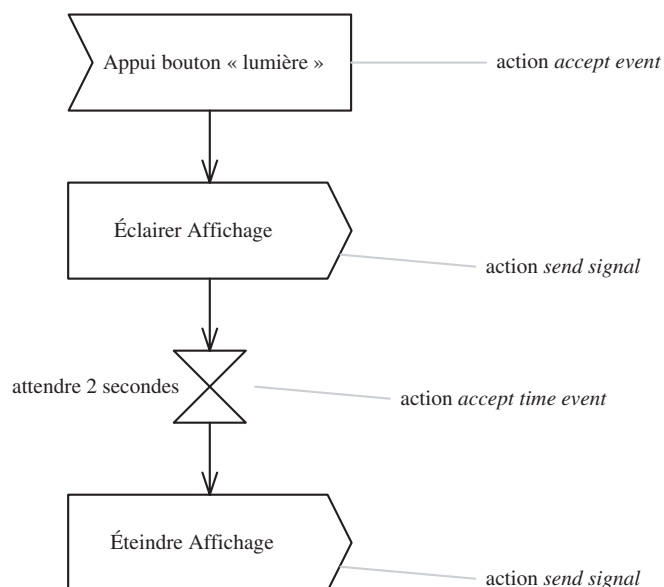 Appui bouton « lumière »
action accept event
Éclairer Affichage
action send signal
attendre 2 secondes
action accept time event
Éteindre Affichage
action send signal